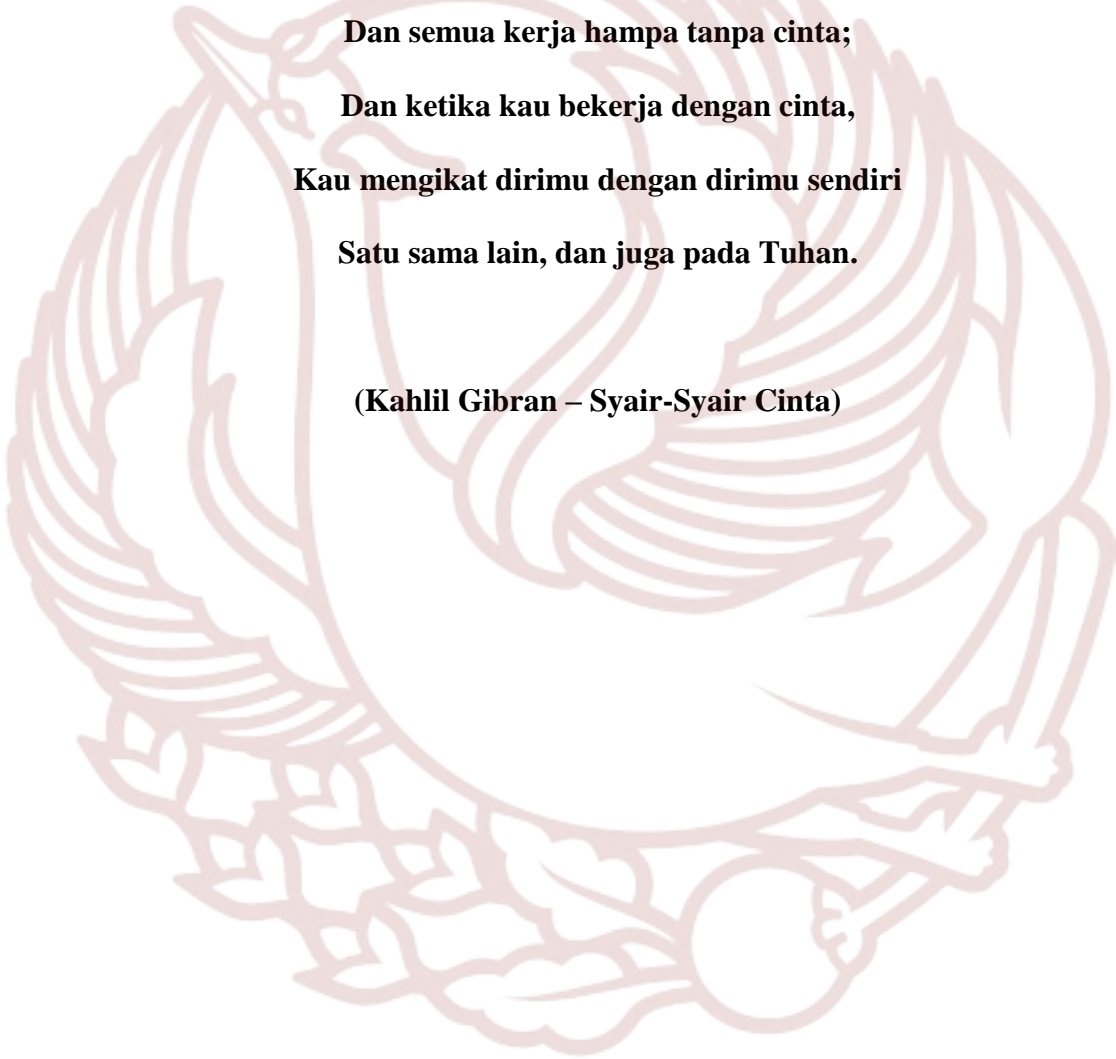 Dan semua kerja hampa tanpa cinta;
Dan ketika kau bekerja dengan cinta,
Kau mengikat dirimu dengan dirimu sendiri
Satu sama lain, dan juga pada Tuhan.
(Kahlil Gibran – Syair-Syair Cinta)